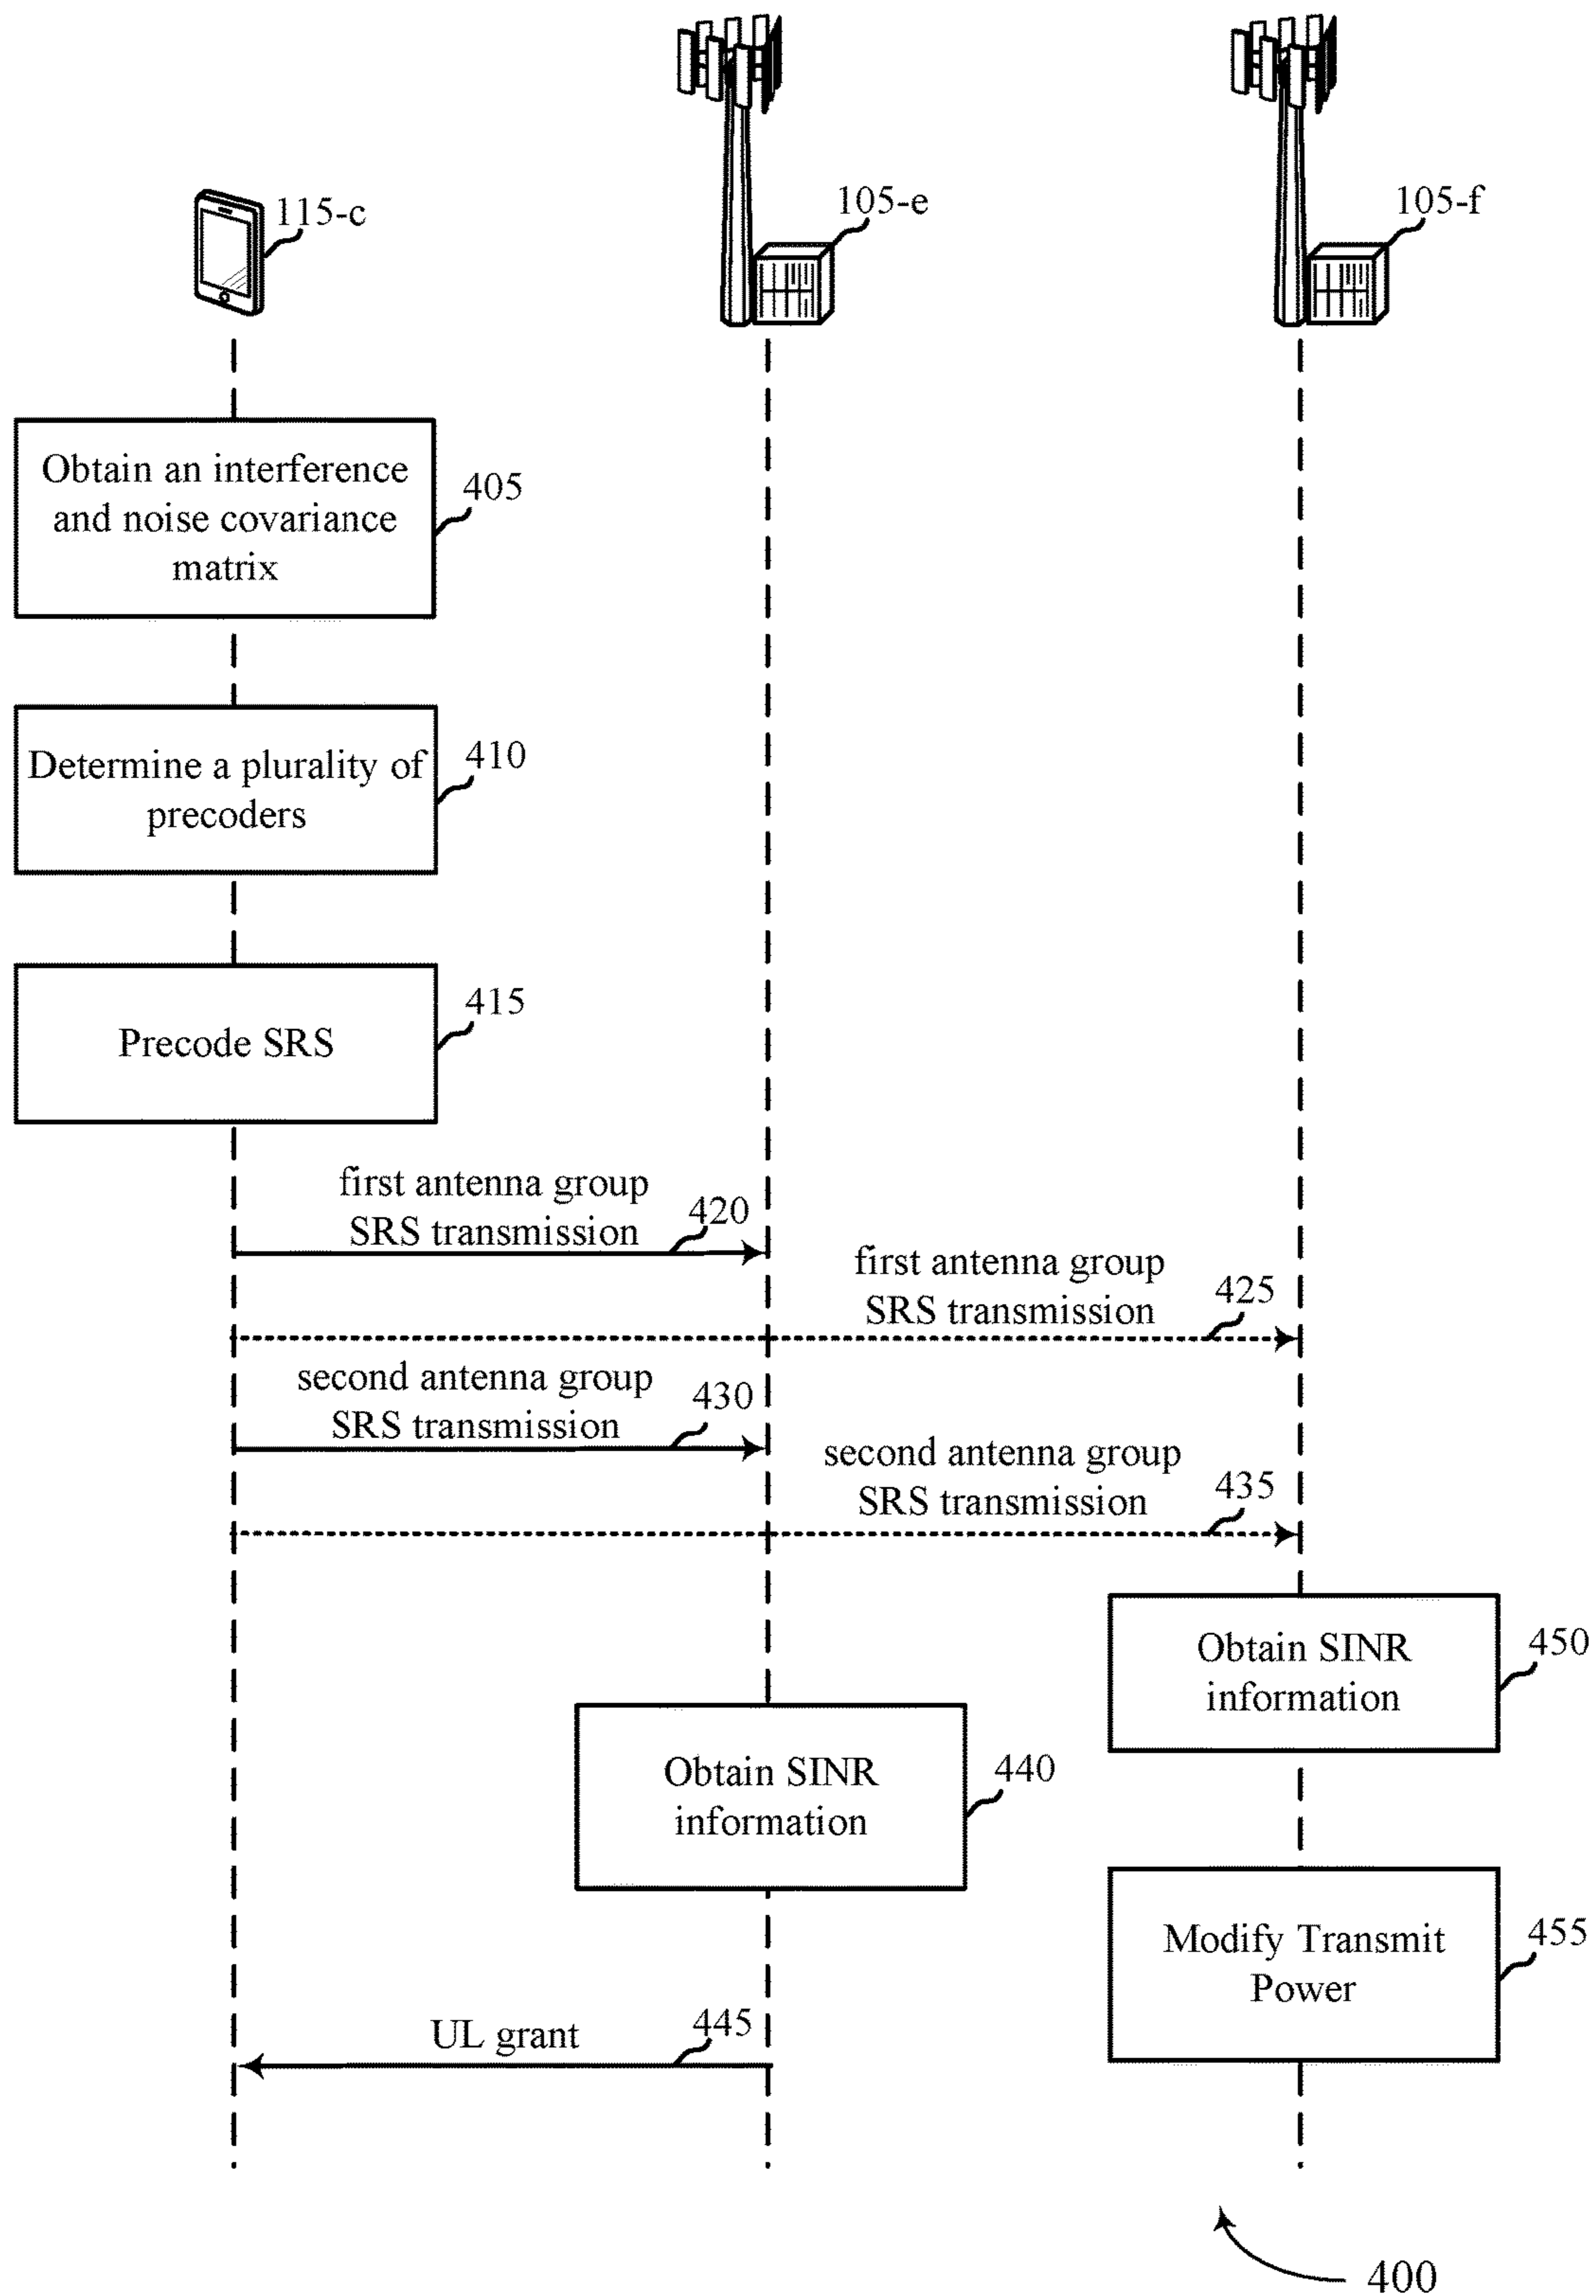 115-c
105-e
105-f
Obtain an interference
and noise covariance
matrix
405
Determine a plurality of
precoders
410
Precode SRS
415
first antenna group
SRS transmission
420
first antenna group
SRS transmission
425
second antenna group
SRS transmission
430
second antenna group
SRS transmission
435
Obtain SINR
information
450
Obtain SINR
information
440
Modify Transmit
Power
455
UL grant
445
400